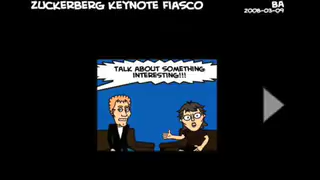 ZUCKERBERG KEYNOTE FIASCO
BA
2008-03-09
TALK ABOUT SOMETHING
INTERESTING!!!